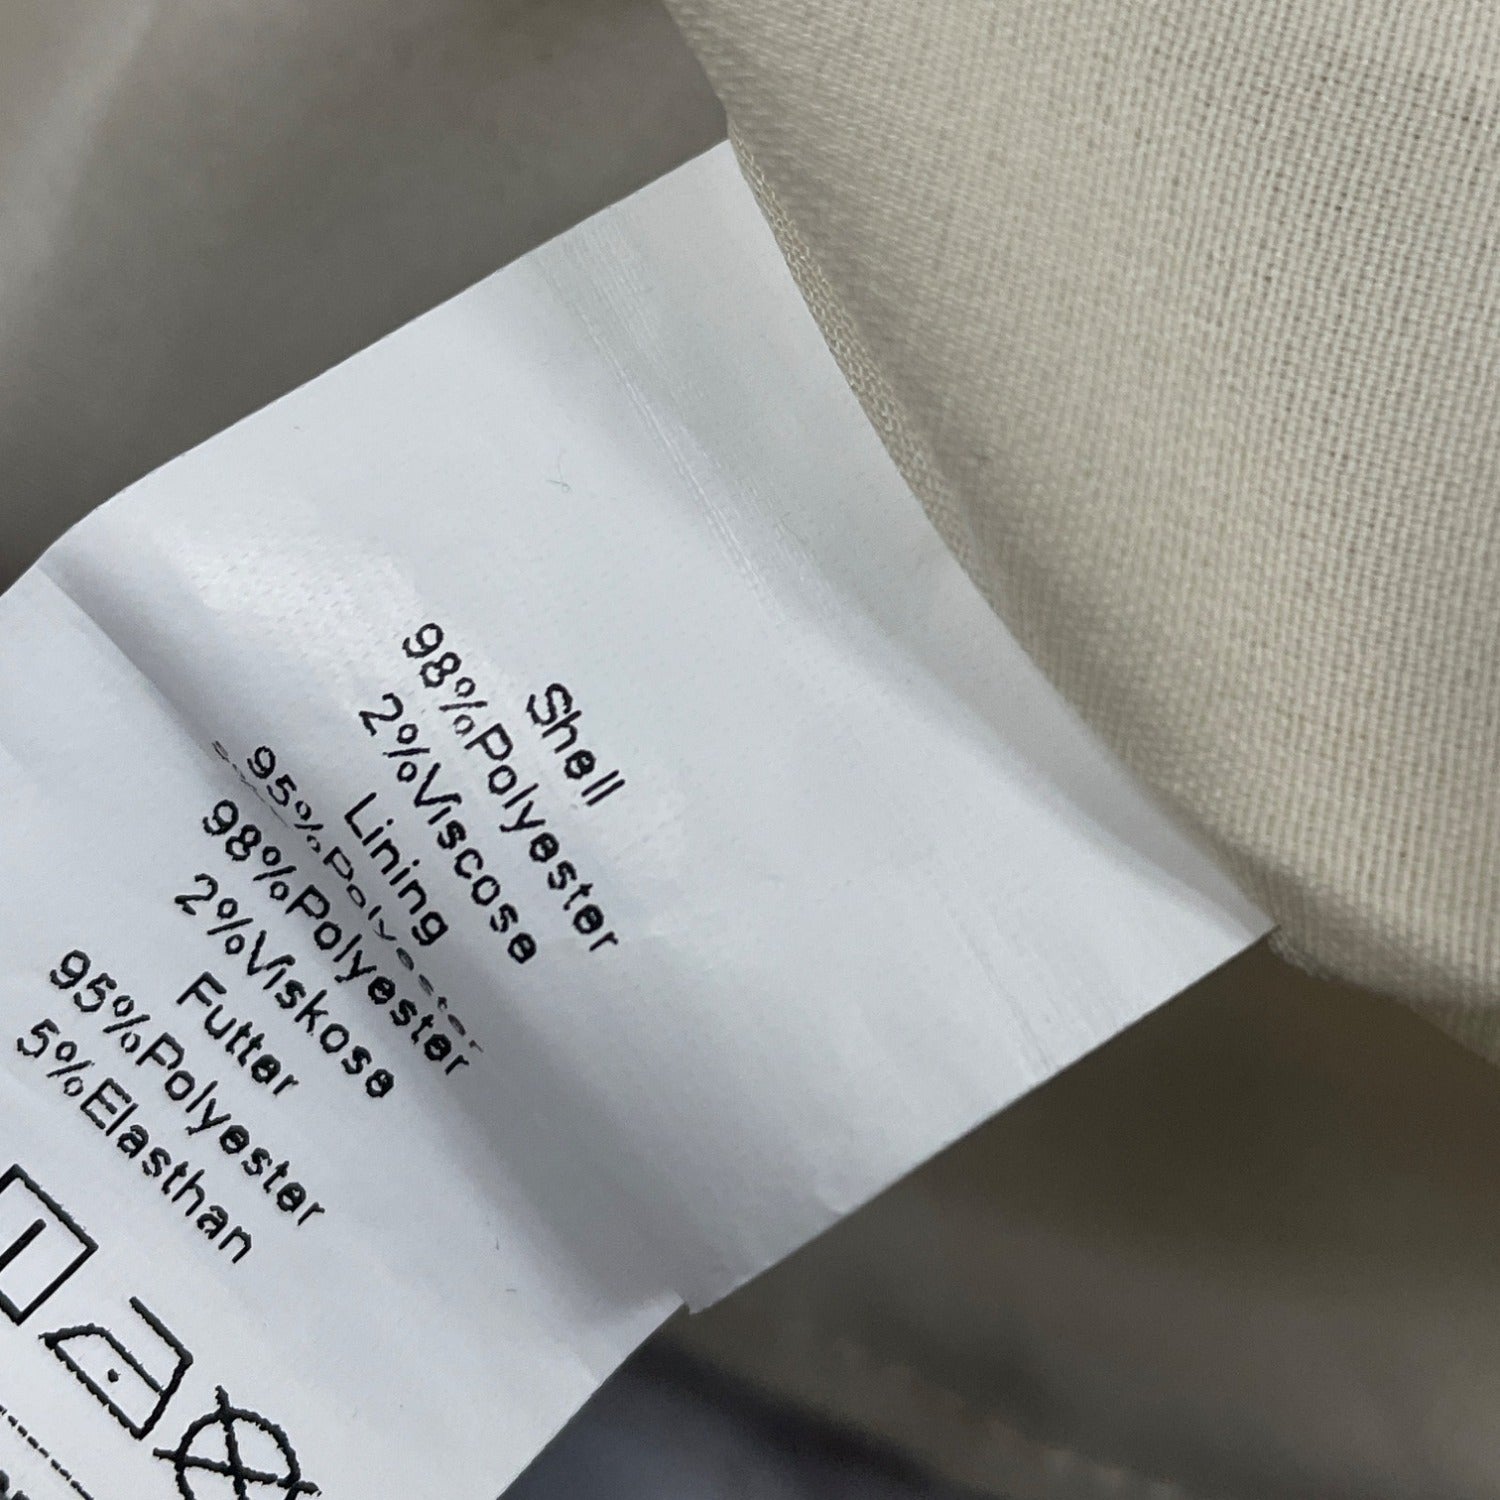 Shell
98%Polyester
2%Viscose
Lining
95%Polyester
98%Polyester
2%Viskose
Futter
95%Polyester
5%Elasthan